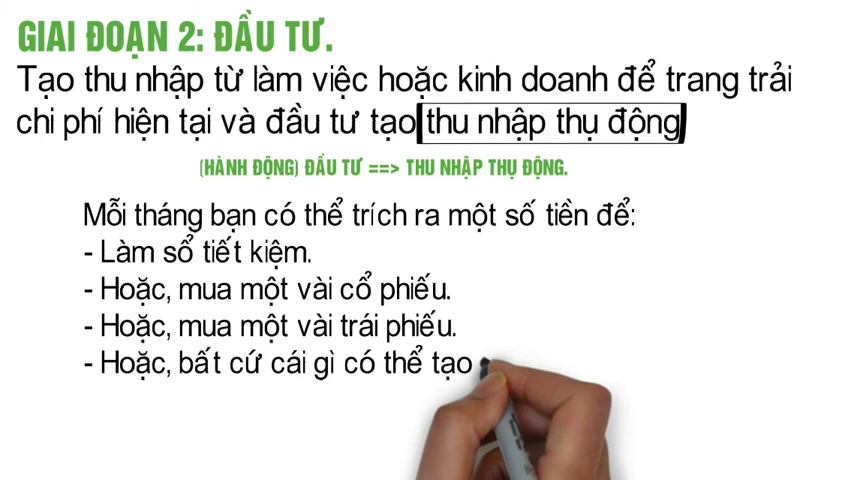 GIAI ĐOẠN 2: ĐẦU TƯ.
Tạo thu nhập từ làm việc hoặc kinh doanh để trang trải
chi phí hiện tại và đầu tư tạo thu nhập thụ động
(HÀNH ĐỘNG) ĐẦU TƯ ==> THU NHẬP THỤ ĐỘNG.
Mỗi tháng bạn có thể trích ra một số tiền để:
- Làm sổ tiết kiệm.
- Hoặc, mua một vài cổ phiếu.
- Hoặc, mua một vài trái phiếu.
- Hoặc, bất cứ cái gì có thể tạo